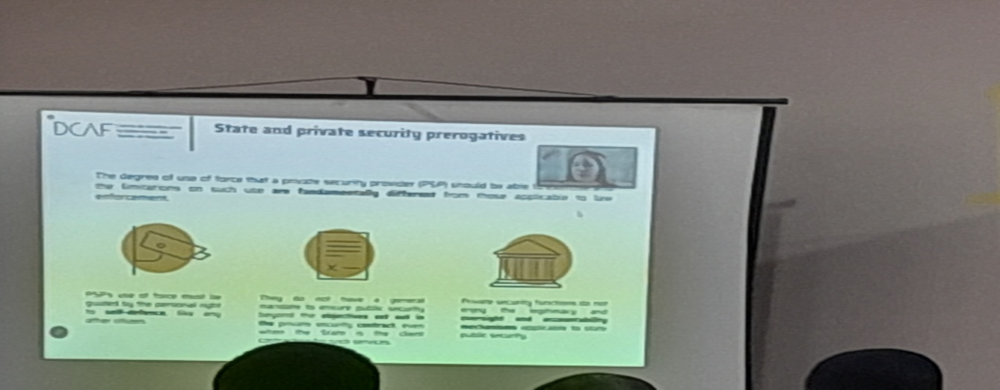 DCAF
State and private security prerogatives
The degree of use of force that a private security provider (PSP) should be able
the limitations on such use are fundamentally different from those applicable to law
enforcement.
PSP's use of force must be
guided by the personal right
to self-defence, like any
other citizen.
They do not have a general
mandate to ensure public security
beyond the objectives set out in
the private security contract, even
when the State is the client
such services.
Private security functions do not
enjoy the legitimacy and
oversight and accountability
mechanisms applicable to state
public security.